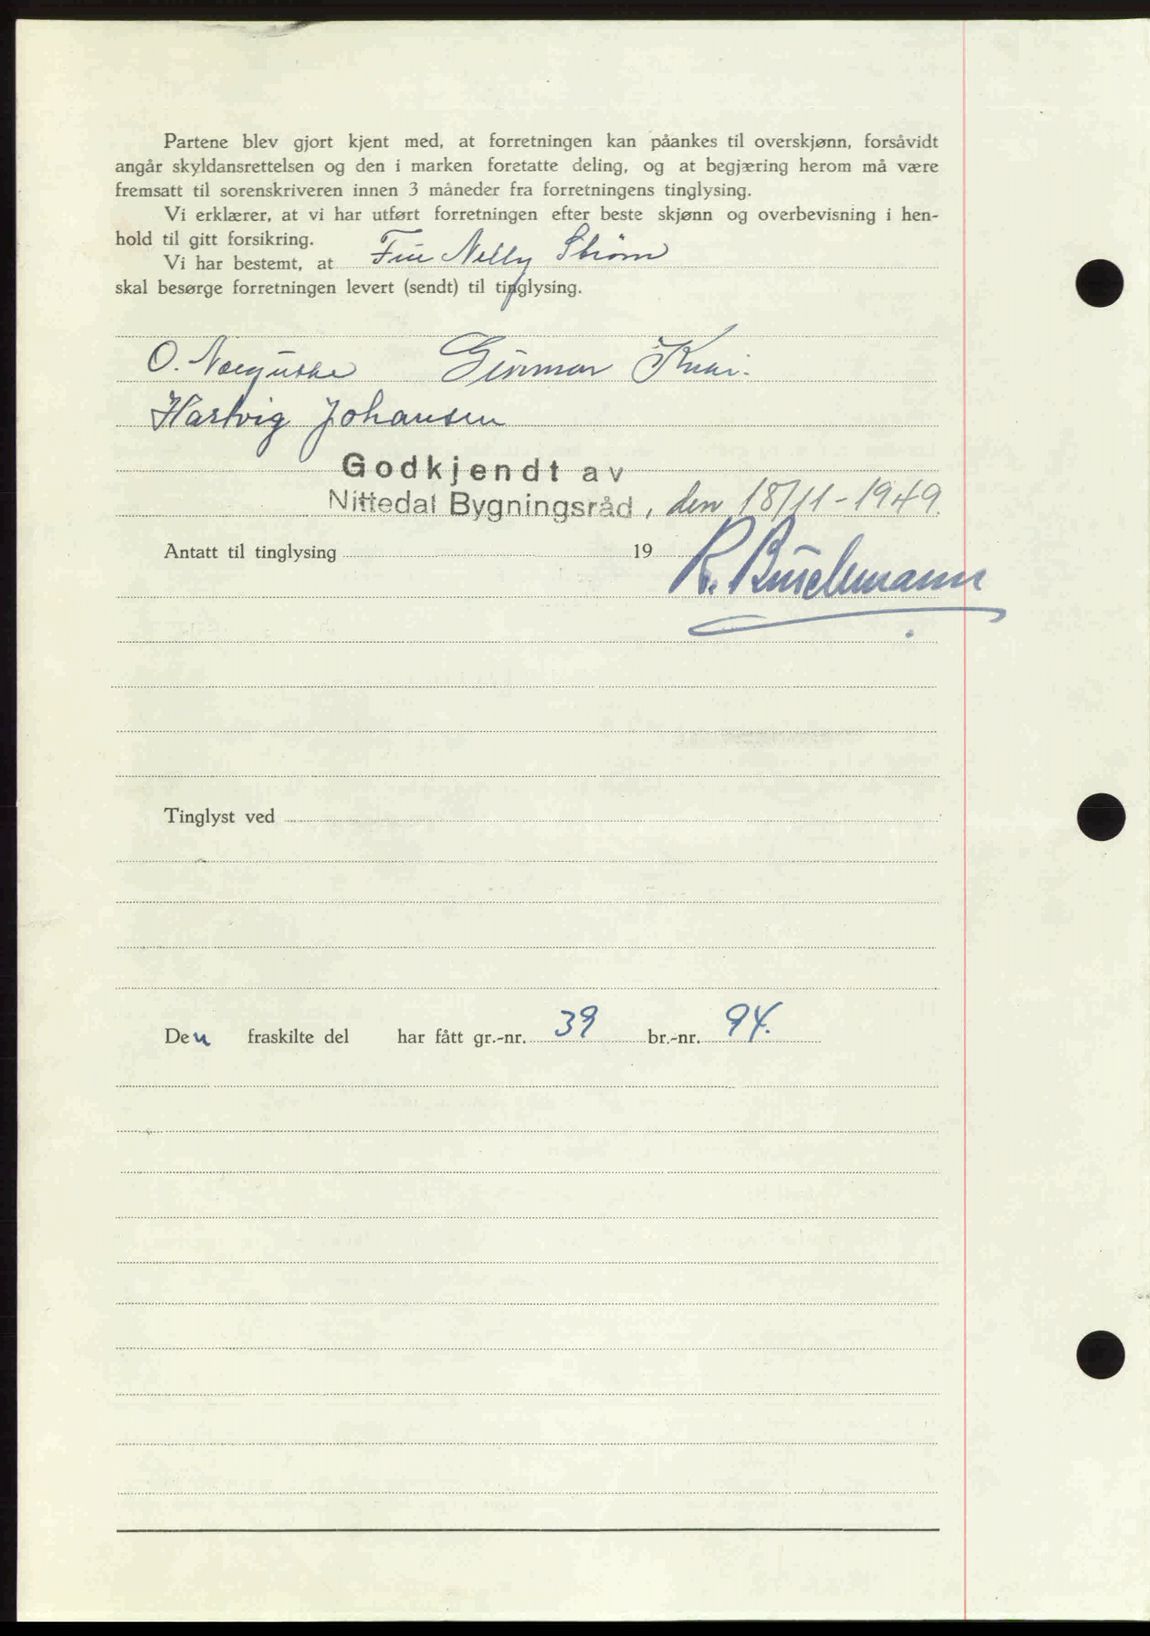 Partene blev gjort kjent med, at forretningen kan påankes til overskjønn, forsåvidt
angår skyldansrettelsen og den i marken foretatte deling, og at begjæring herom må være
fremsatt til sorenskriveren innen 3 måneder fra forretningens tinglysing.
Vi erklærer, at vi har utført forretningen efter beste skjønn og overbevisning i hen-
hold til gitt forsikring.
Vi har bestemt, at Fru Nelly Strøm
skal besørge forretningen levert (sendt) til tinglysing.
O. Gunnar
Hartvig Johansen
Godkjendt av
Nittedal Bygningsråd, den 18/11-1949.
Antatt til tinglysing 19
R. Buschmann
Tinglyst ved
Den fraskilte del har fått gr.-nr. 39 br.-nr. 94.